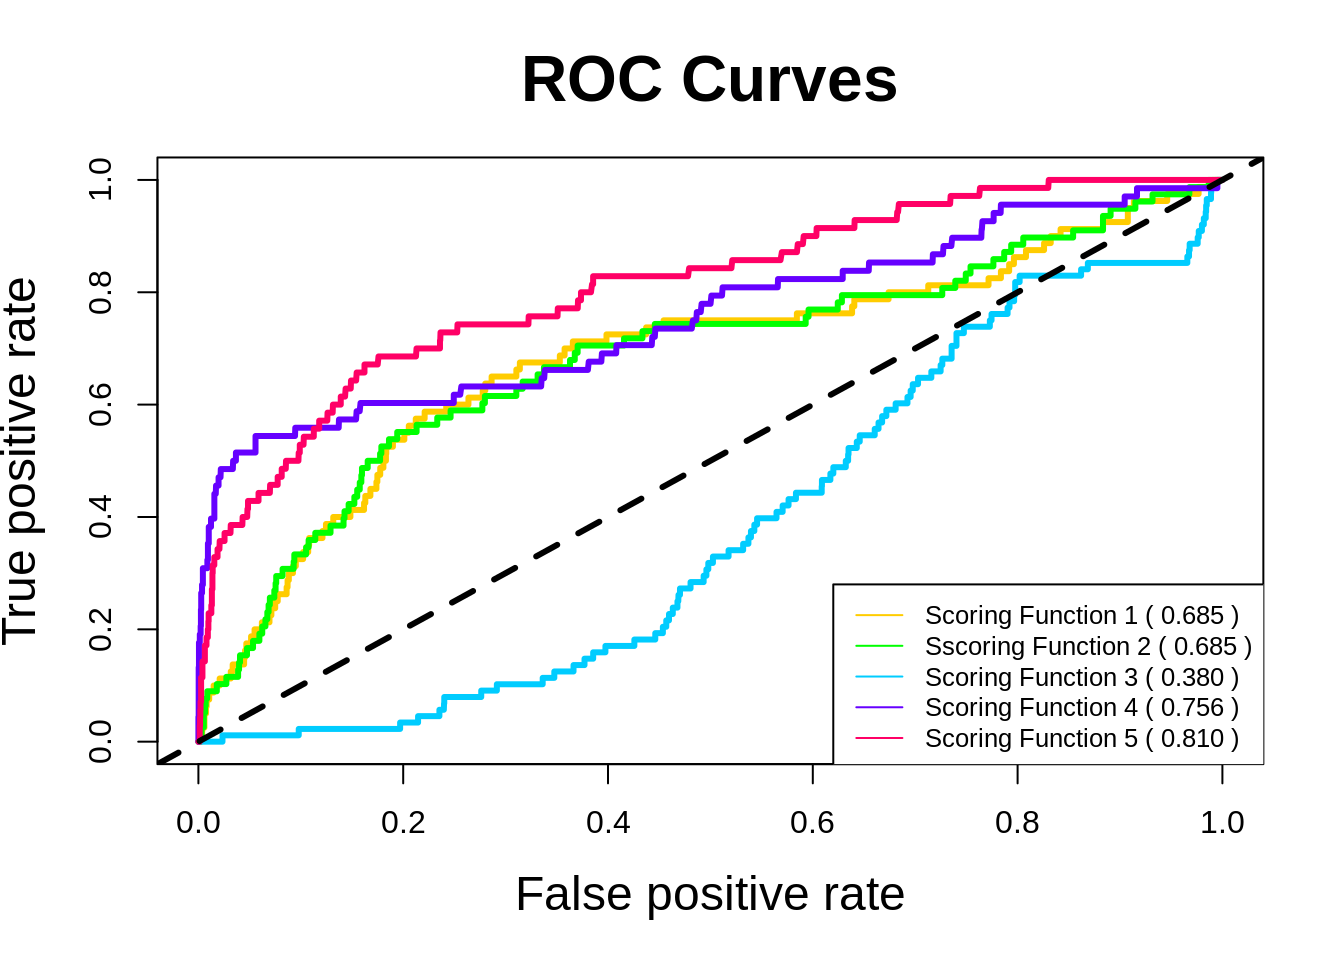 ROC Curves
True positive rate
1.0
0.8
0.6
0.4
0.2
0.0
Scoring Function 1 ( 0.685 )
Sscoring Function 2 ( 0.685 )
Scoring Function 3 ( 0.380 )
Scoring Function 4 ( 0.756 )
Scoring Function 5 ( 0.810 )
0.0 0.2 0.4 0.6 0.8 1.0
False positive rate